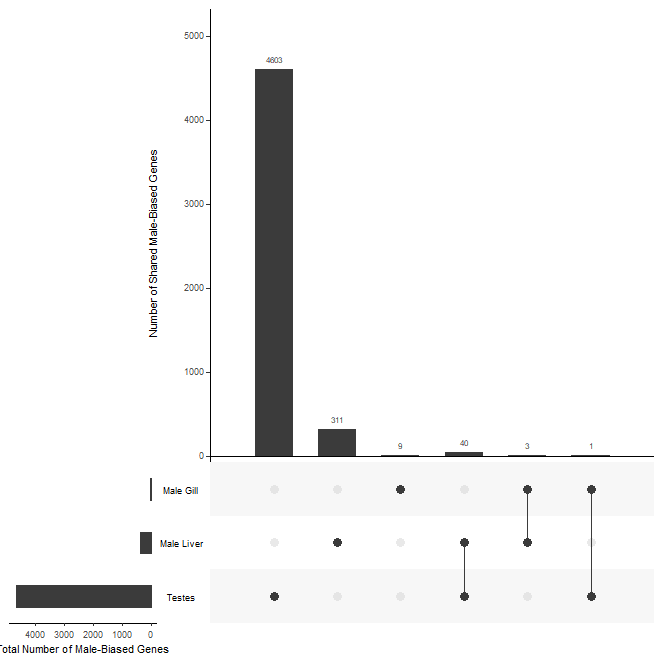 5000
4603
4000
3000
2000
1000
311
9
40
3
1
0
Number of Shared Male-Biased Genes
Male Gill
Male Liver
Testes
4000 3000 2000 1000 0
Total Number of Male-Biased Genes